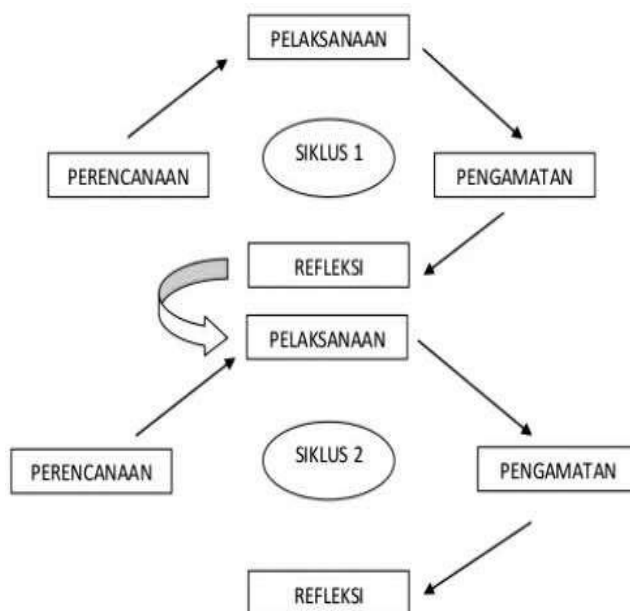 PELAKSANAAN
SIKLUS 1
PERENCANAAN
PENGAMATAN
REFLEKSI
PELAKSANAAN
SIKLUS 2
PERENCANAAN
PENGAMATAN
REFLEKSI